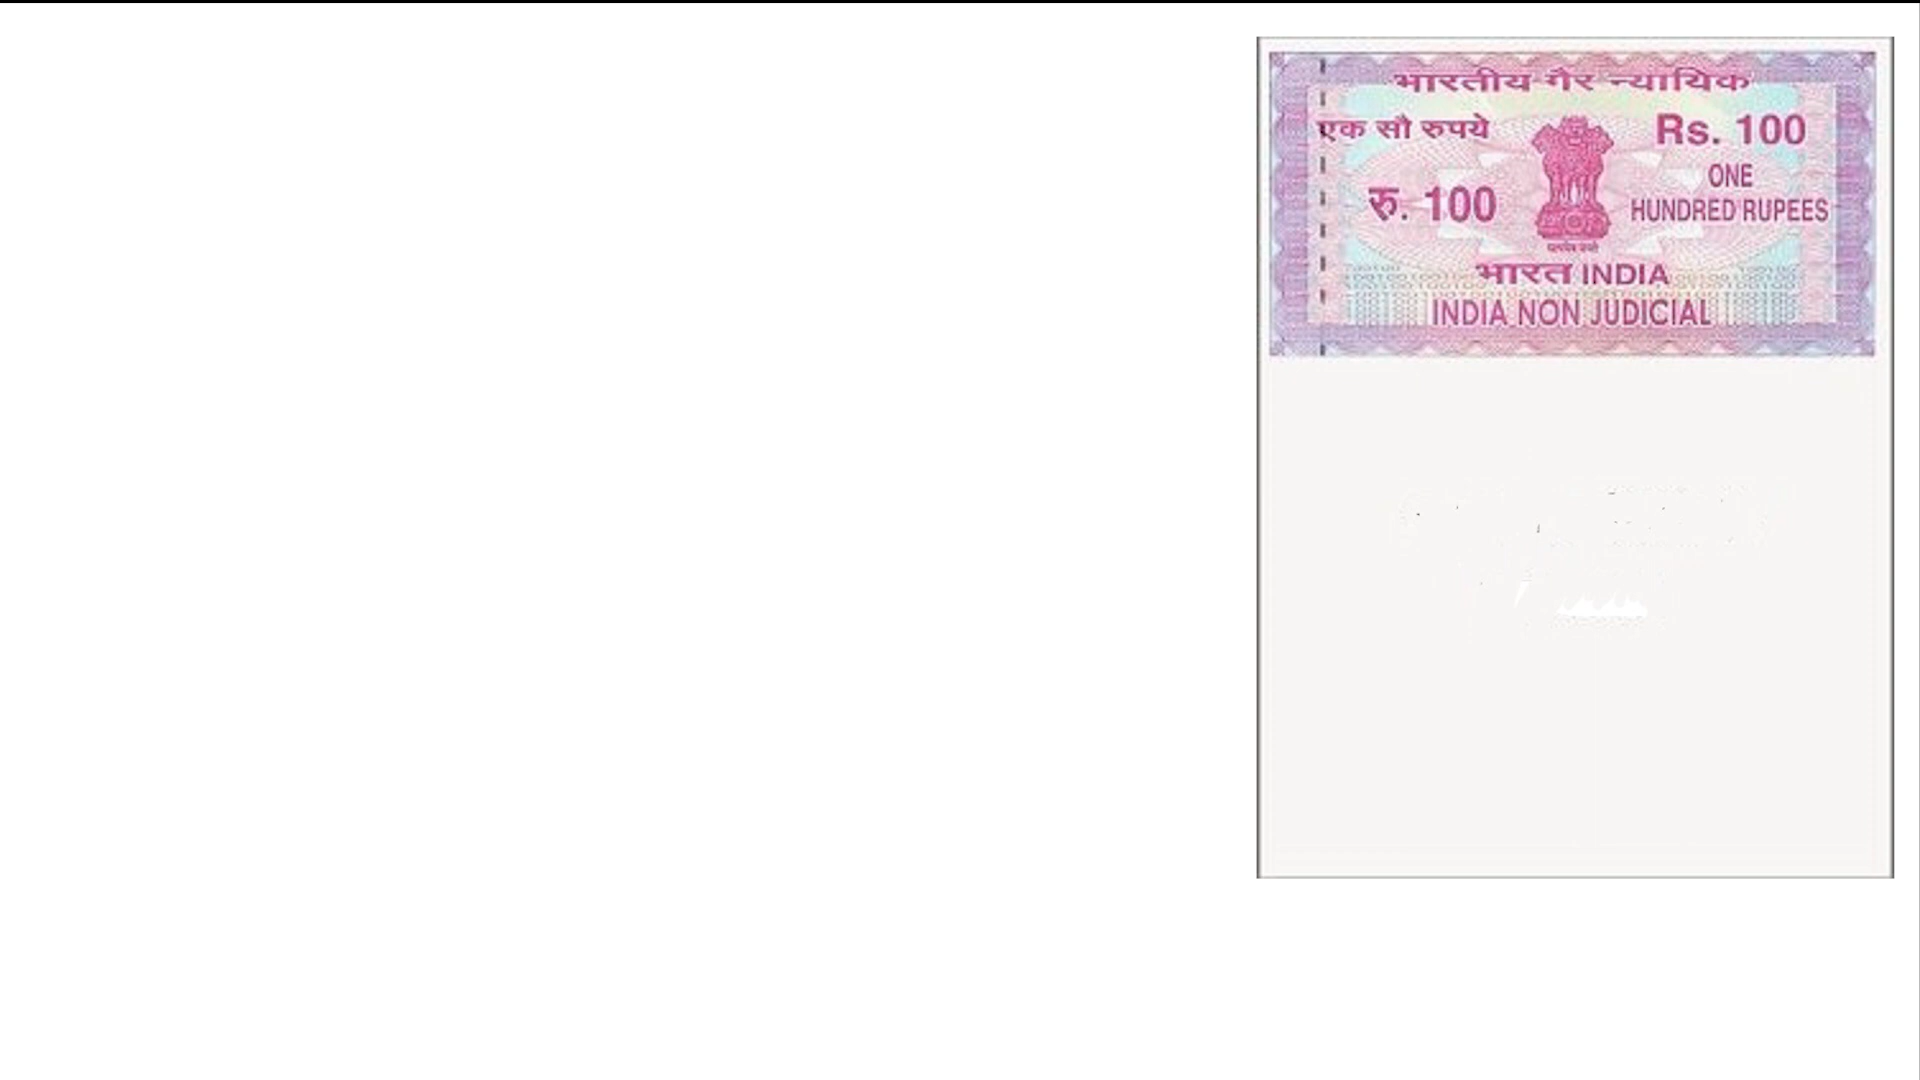 भारतीय गैर न्यायिक
एक सौ रुपये
Rs. 100
रु. 100
ONE
HUNDRED RUPEES
भारत INDIA
INDIA NON JUDICIAL